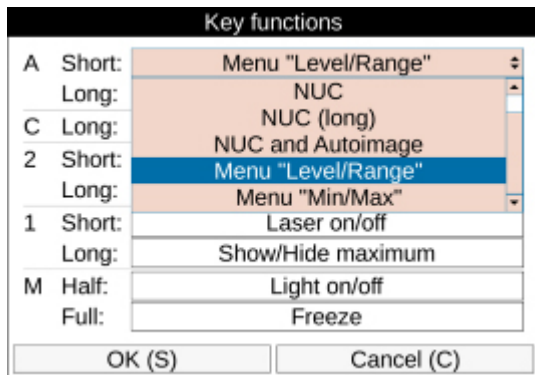 Key functions
A Short: Menu "Level/Range"
Long: NUC
NUC (long)
C Long:
NUC and Autoimage
2 Short:
Menu "Level/Range"
Long: Menu "Min/Max"
1 Short: Laser on/off
Long: Show/Hide maximum
M Half: Light on/off
Full: Freeze
OK (S) Cancel (C)